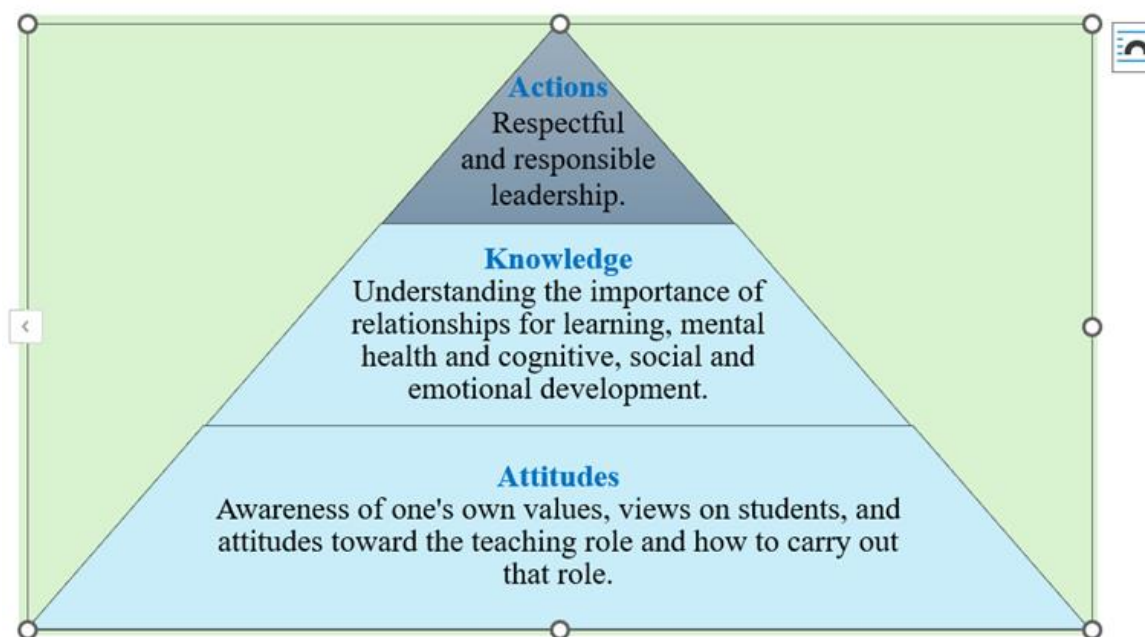 Actions
Respectful
and responsible
leadership.
Knowledge
Understanding the importance of
relationships for learning, mental
health and cognitive, social and
emotional development.
Attitudes
Awareness of one's own values, views on students, and
attitudes toward the teaching role and how to carry out
that role.